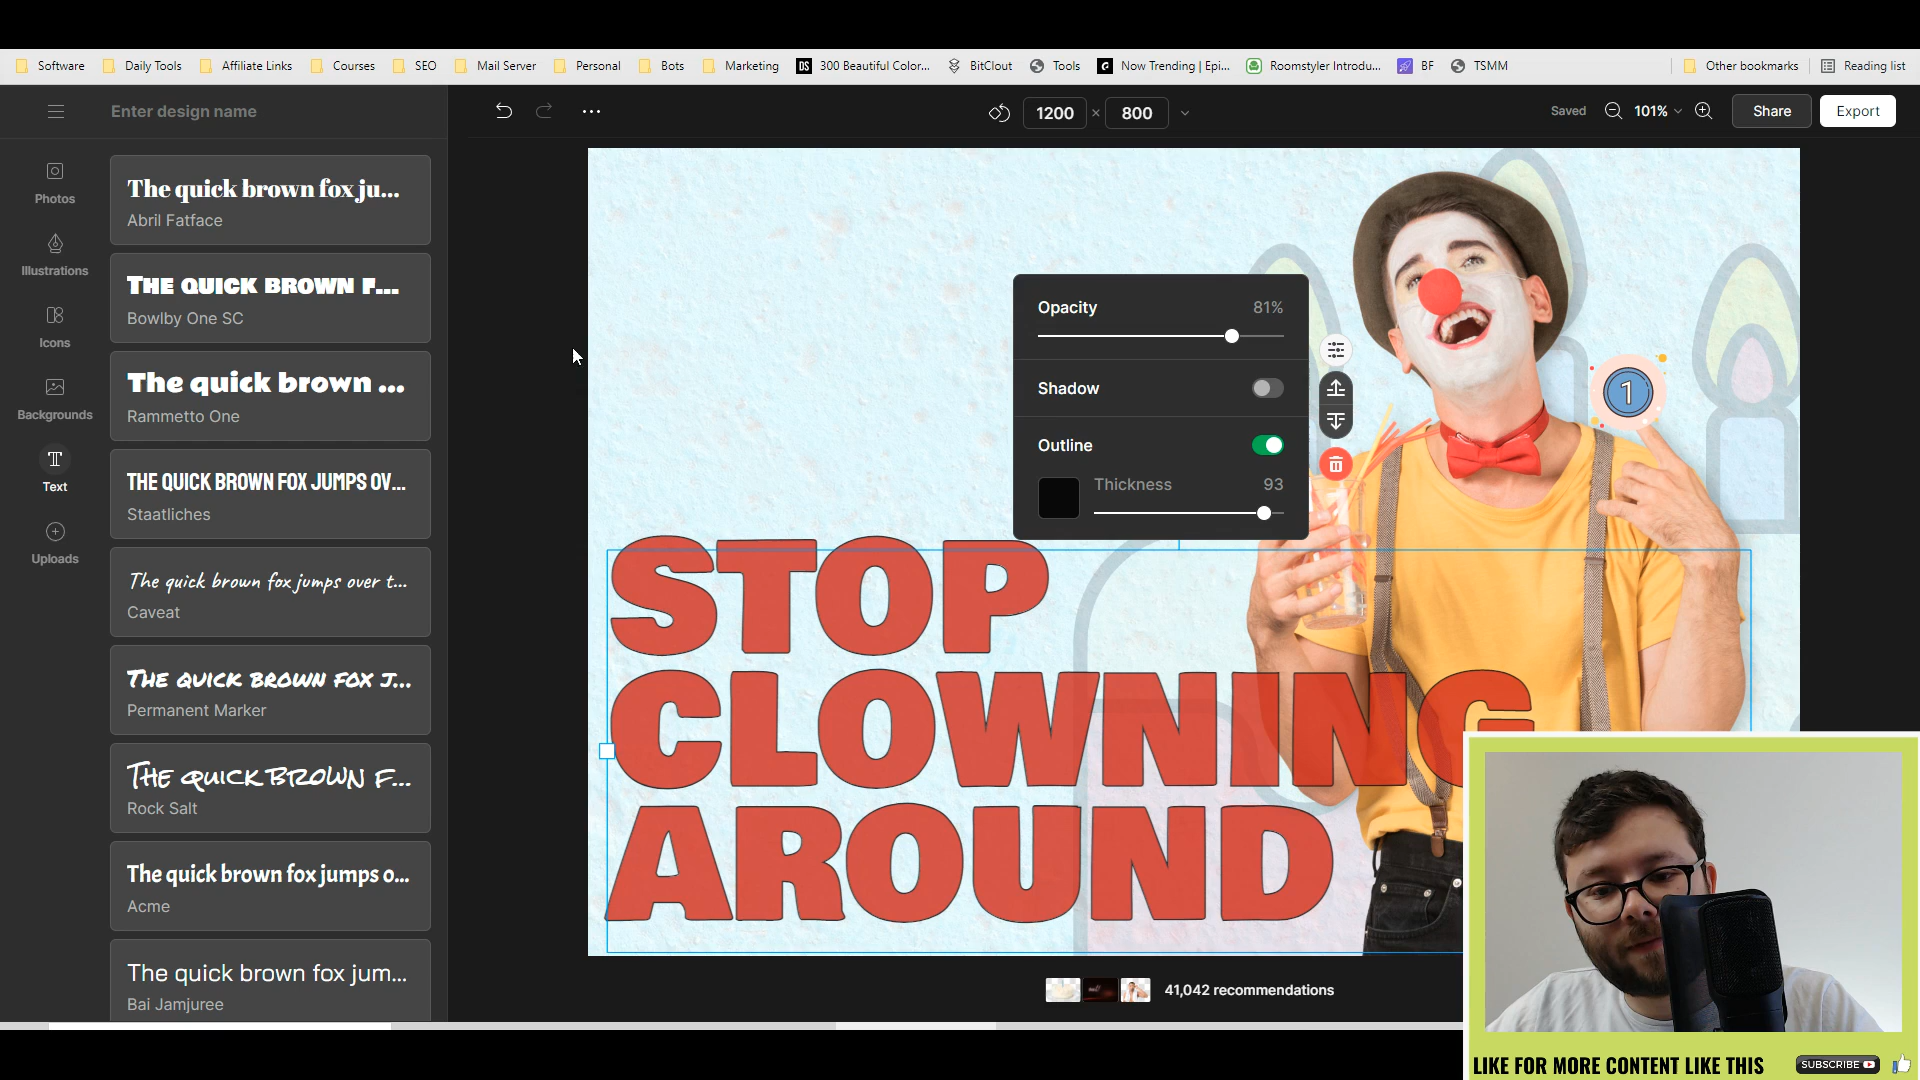 Software
Daily Tools
Affiliate Links
Courses
SEO
Mail Server
Personal
Bots
Marketing
DS 300 Beautiful Color...
BitClout
Tools
Now Trending | Epi...
Roomstyler Introdu...
BF
TSMM
Other bookmarks
Reading list
Enter design name
1200 × 800
Saved
101%
Share
Export
Photos
Illustrations
Icons
Backgrounds
Text
Uploads
The quick brown fox ju...
Abril Fatface
THE QUICK BROWN F...
Bowlby One SC
The quick brown ...
Rammetto One
THE QUICK BROWN FOX JUMPS OV...
Staatliches
The quick brown fox jumps over t...
Caveat
THE QUICK BROWN FOX J...
Permanent Marker
THE QUICK BROWN F...
Rock Salt
The quick brown fox jumps o...
Acme
The quick brown fox jum...
Bai Jamjuree
Opacity 81%
Shadow
Outline
Thickness 93
1
STOP
CLOWNING
AROUND
41,042 recommendations
LIKE FOR MORE CONTENT LIKE THIS
SUBSCRIBE